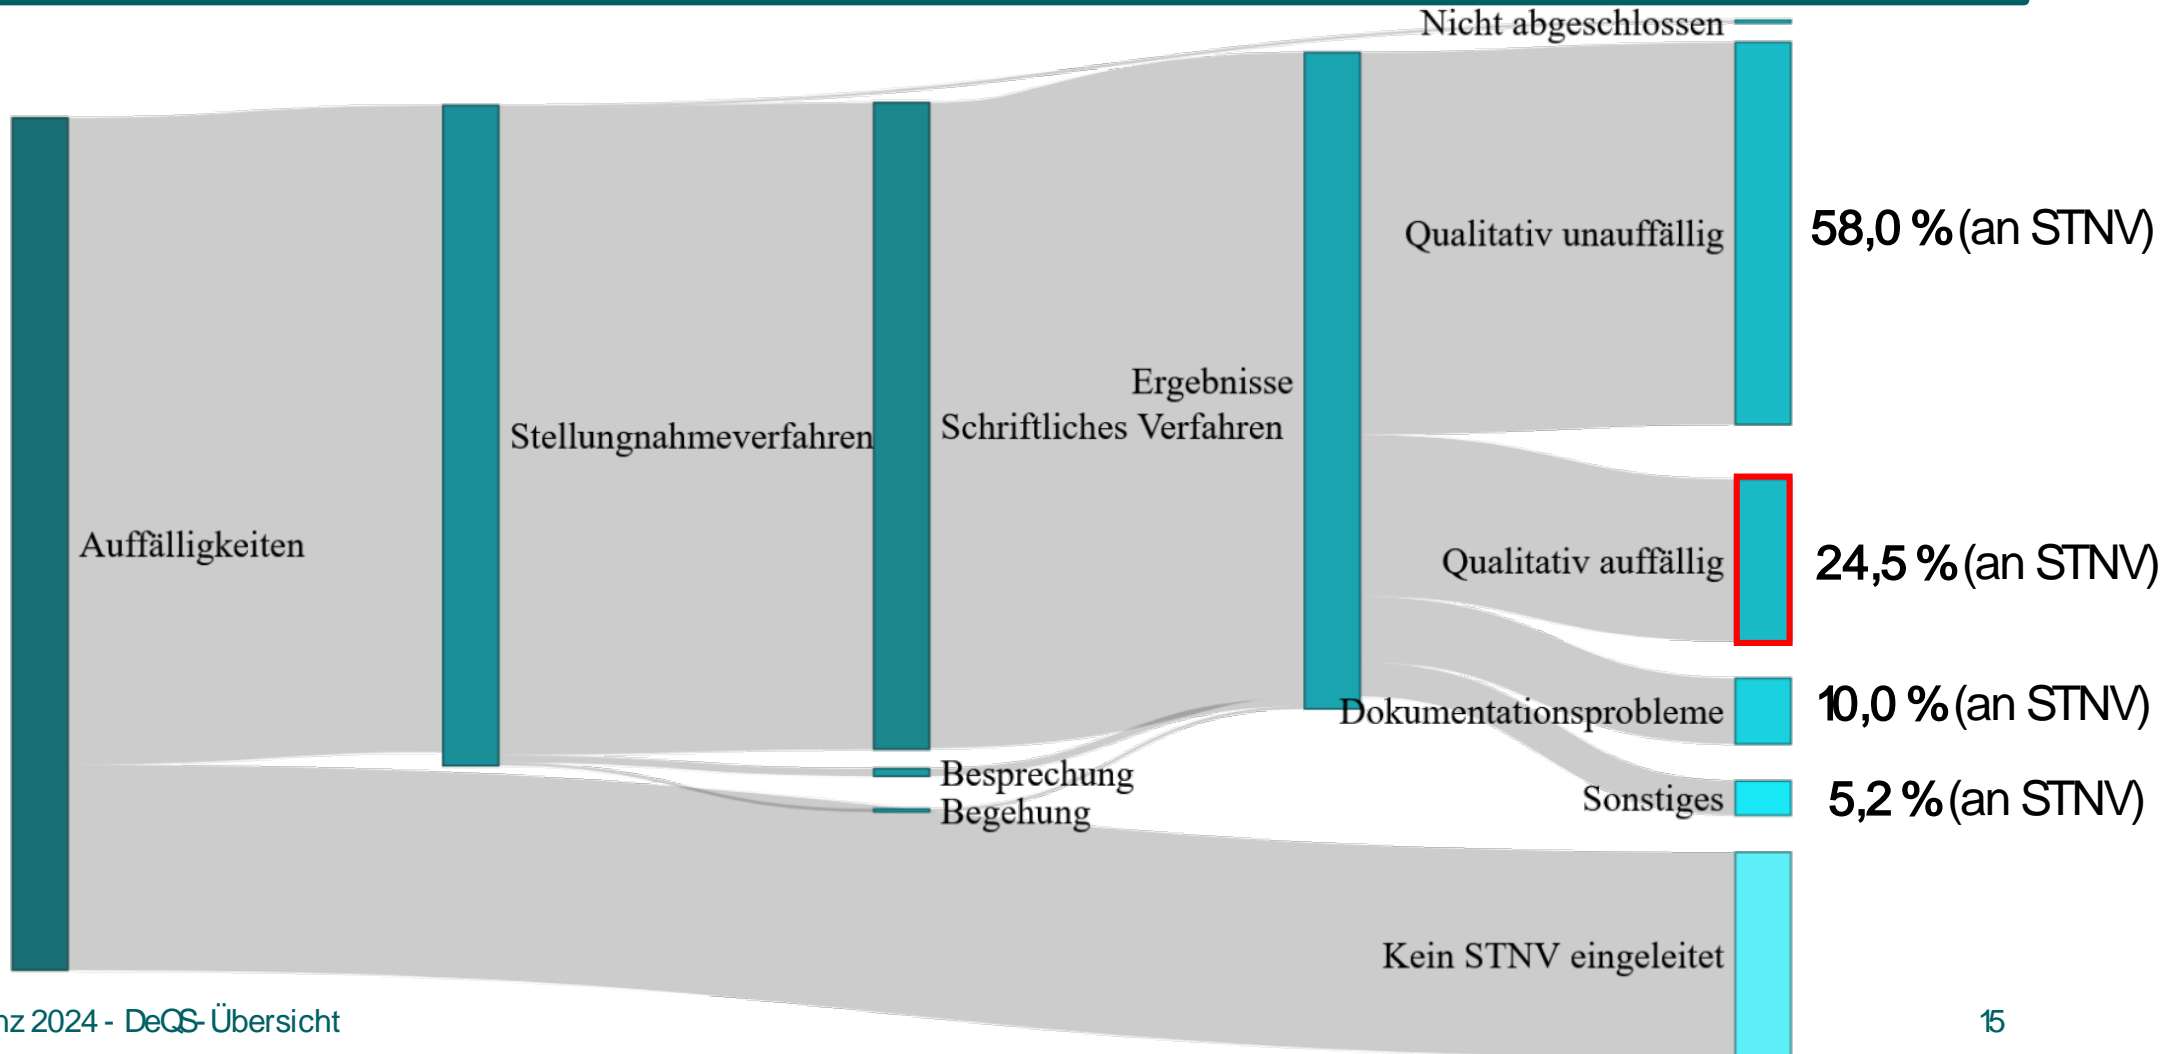 Nicht abgeschlossen
Qualitativ unauffällig
58,0 % (an STNV)
Ergebnisse
Stellungnahmeverfahren
Schriftliches Verfahren
Auffälligkeiten
Qualitativ auffällig
24,5 % (an STNV)
Dokumentationsprobleme
10,0 % (an STNV)
Besprechung
Begehung
Sonstiges
5,2 % (an STNV)
Kein STNV eingeleitet
2024 - DeQS-Übersicht
15